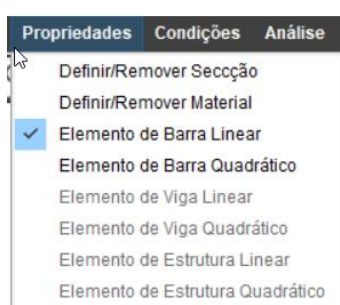 Propriedades Condições Análise
Definir/Remover Seccção
Definir/Remover Material
Elemento de Barra Linear
Elemento de Barra Quadrático
Elemento de Viga Linear
Elemento de Viga Quadrático
Elemento de Estrutura Linear
Elemento de Estrutura Quadrático